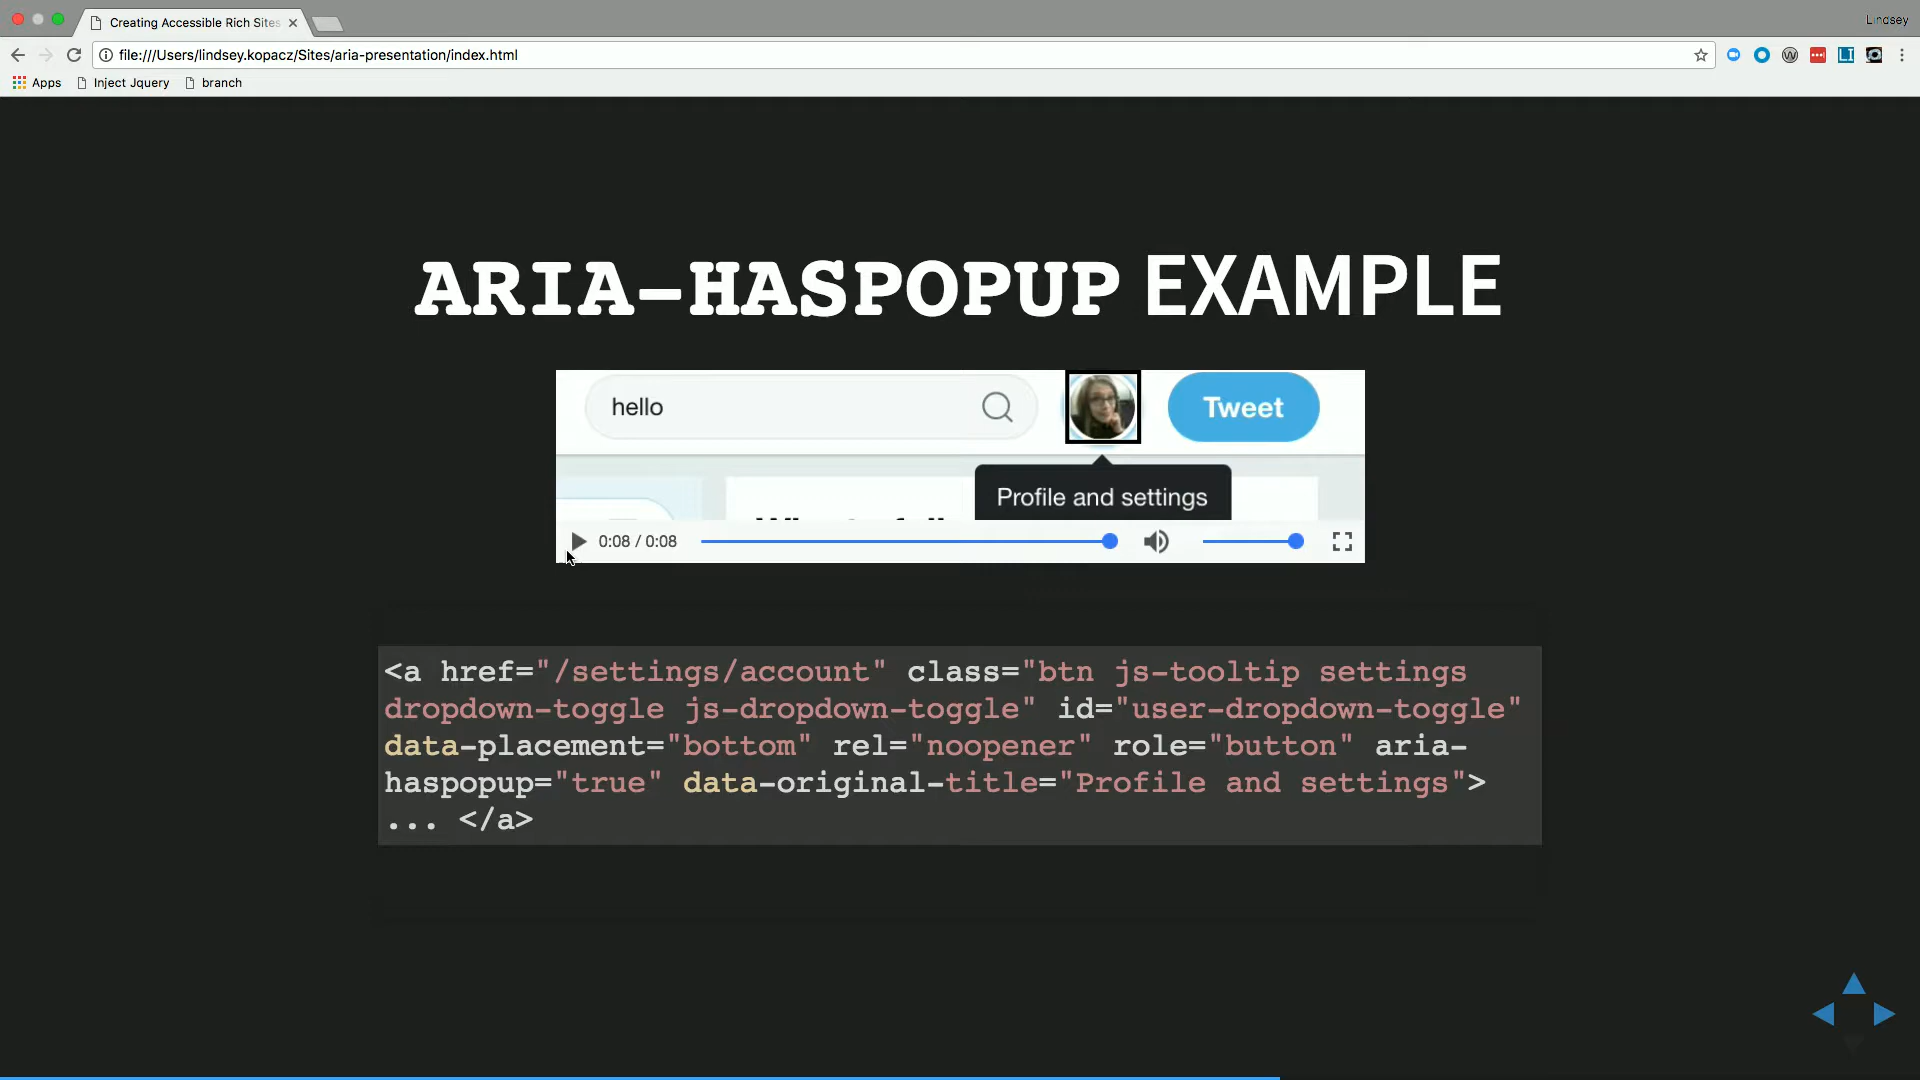 Creating Accessible Rich Sites
Lindsey
file:///Users/lindsey.kopacz/Sites/aria-presentation/index.html
Apps Inject Jquery branch
ARIA-HASPOPUP EXAMPLE
hello
Tweet
Profile and settings
0:08 / 0:08
<a href="/settings/account" class="btn js-tooltip settings
dropdown-toggle js-dropdown-toggle" id="user-dropdown-toggle"
data-placement="bottom" rel="noopener" role="button" aria-
haspopup="true" data-original-title="Profile and settings">
... </a>